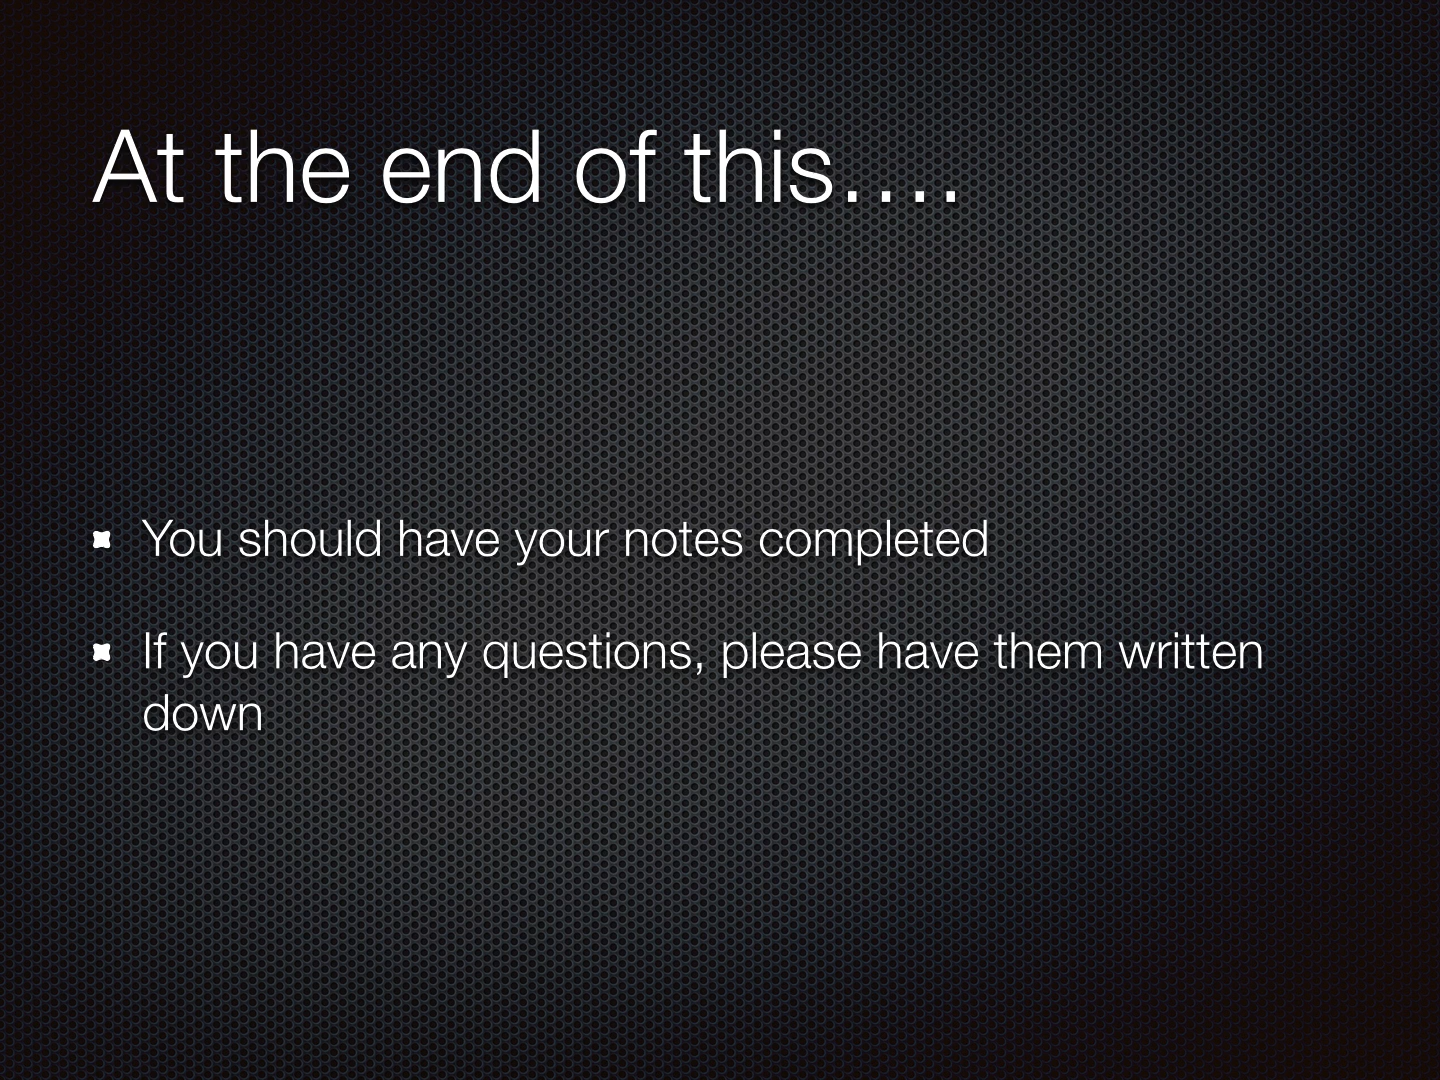 At the end of this....
You should have your notes completed
If you have any questions, please have them written
down